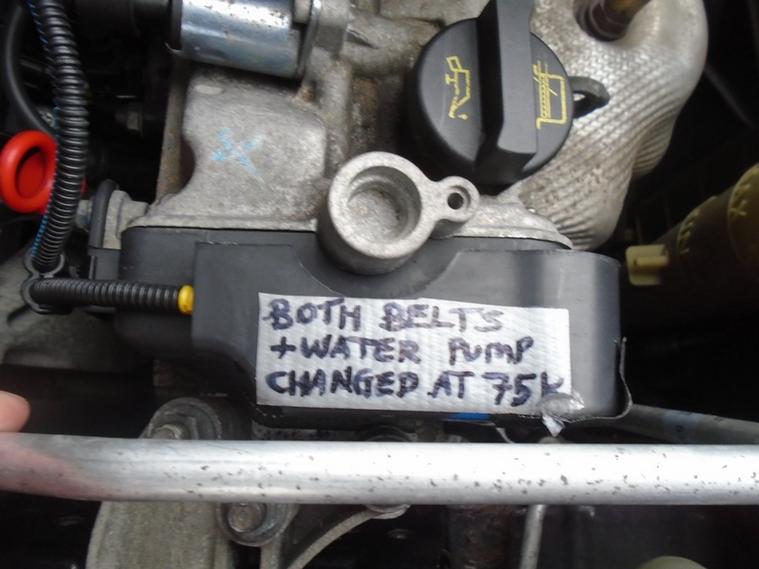 BOTH BELTS
+ WATER PUMP
CHANGED AT 75K